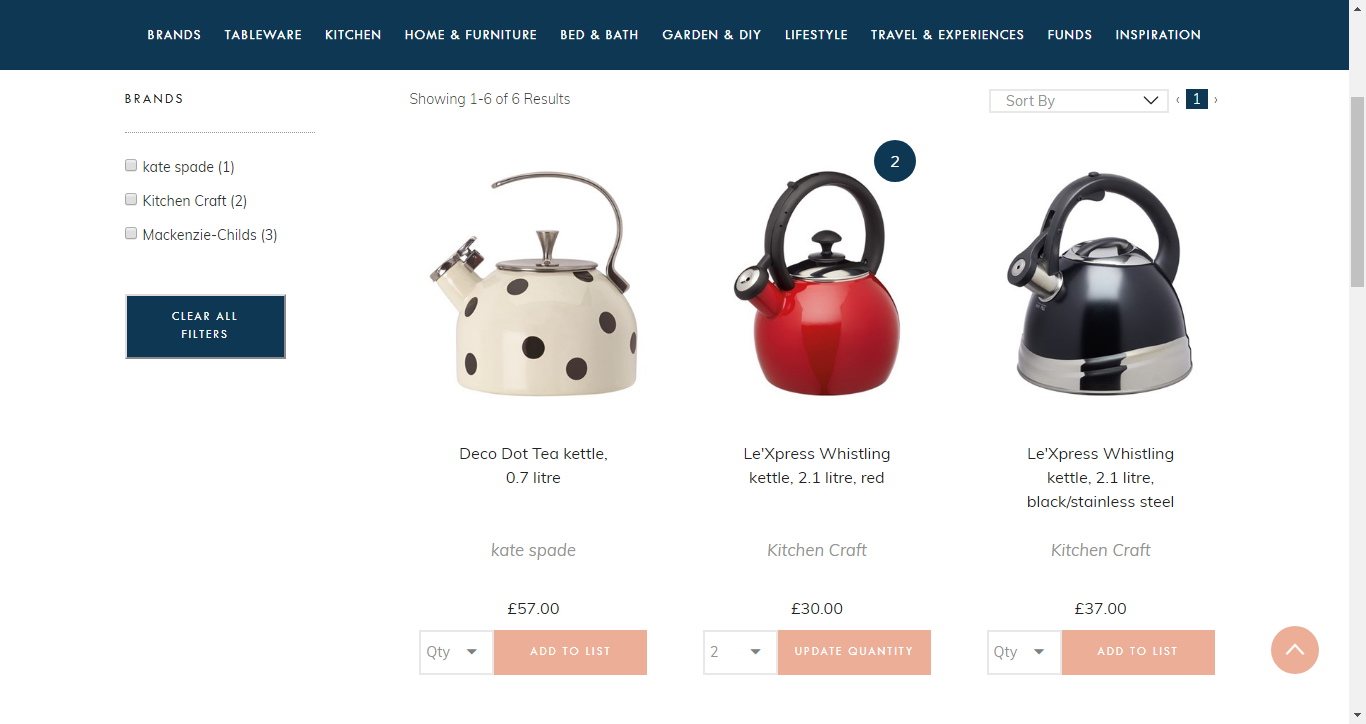 BRANDS TABLEWARE KITCHEN HOME & FURNITURE BED & BATH GARDEN & DIY LIFESTYLE TRAVEL & EXPERIENCES FUNDS INSPIRATION
BRANDS
kate spade (1)
Kitchen Craft (2)
Mackenzie-Childs (3)
CLEAR ALL
FILTERS
Showing 1-6 of 6 Results
Sort By
‹ 1 ›
2
Deco Dot Tea kettle,
0.7 litre
kate spade
£57.00
Qty ADD TO LIST
Le'Xpress Whistling
kettle, 2.1 litre, red
Kitchen Craft
£30.00
2 UPDATE QUANTITY
Le'Xpress Whistling
kettle, 2.1 litre,
black/stainless steel
Kitchen Craft
£37.00
Qty ADD TO LIST